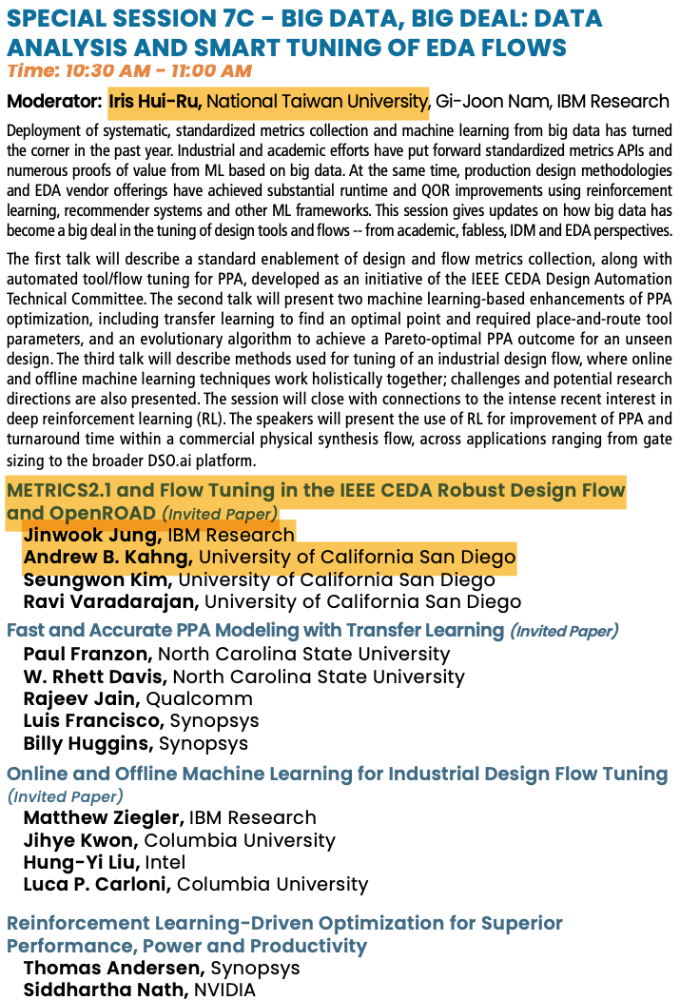 SPECIAL SESSION 7C – BIG DATA, BIG DEAL: DATA
ANALYSIS AND SMART TUNING OF EDA FLOWS
Time: 10:30 AM – 11:00 AM
Moderator: Iris Hui-Ru, National Taiwan University, Gi-Joon Nam, IBM Research
Deployment of systematic, standardized metrics collection and machine learning from big data has turned
the corner in the past year. Industrial and academic efforts have put forward standardized metrics APIs and
numerous proofs of value from ML based on big data. At the same time, production design methodologies
and EDA vendor offerings have achieved substantial runtime and QOR improvements using reinforcement
learning, recommender systems and other ML frameworks. This session gives updates on how big data has
become a big deal in the tuning of design tools and flows -- from academic, fabless, IDM and EDA perspectives.
The first talk will describe a standard enablement of design and flow metrics collection, along with
automated tool/flow tuning for PPA, developed as an initiative of the IEEE CEDA Design Automation
Technical Committee. The second talk will present two machine learning-based enhancements of PPA
optimization, including transfer learning to find an optimal point and required place-and-route tool
parameters, and an evolutionary algorithm to achieve a Pareto-optimal PPA outcome for an unseen
design. The third talk will describe methods used for tuning of an industrial design flow, where online
and offline machine learning techniques work holistically together; challenges and potential research
directions are also presented. The session will close with connections to the intense recent interest in
deep reinforcement learning (RL). The speakers will present the use of RL for improvement of PPA and
turnaround time within a commercial physical synthesis flow, across applications ranging from gate
sizing to the broader DSO.ai platform.
METRICS2.1 and Flow Tuning in the IEEE CEDA Robust Design Flow
and OpenROAD (Invited Paper)
Jinwook Jung, IBM Research
Andrew B. Kahng, University of California San Diego
Seungwon Kim, University of California San Diego
Ravi Varadarajan, University of California San Diego
Fast and Accurate PPA Modeling with Transfer Learning (Invited Paper)
Paul Franzon, North Carolina State University
W. Rhett Davis, North Carolina State University
Rajeev Jain, Qualcomm
Luis Francisco, Synopsys
Billy Huggins, Synopsys
Online and Offline Machine Learning for Industrial Design Flow Tuning
(Invited Paper)
Matthew Ziegler, IBM Research
Jihye Kwon, Columbia University
Hung-Yi Liu, Intel
Luca P. Carloni, Columbia University
Reinforcement Learning-Driven Optimization for Superior
Performance, Power and Productivity
Thomas Andersen, Synopsys
Siddhartha Nath, NVIDIA